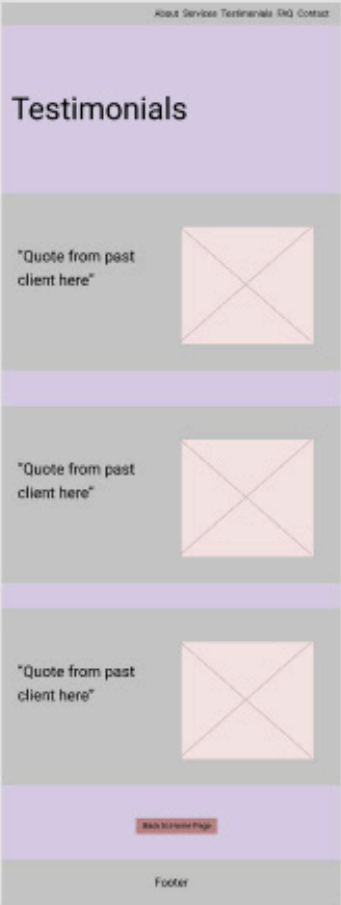 About Services Testimonials FAQ Contact
Testimonials
"Quote from past
client here"
"Quote from past
client here"
"Quote from past
client here"
Back to Home Page
Footer